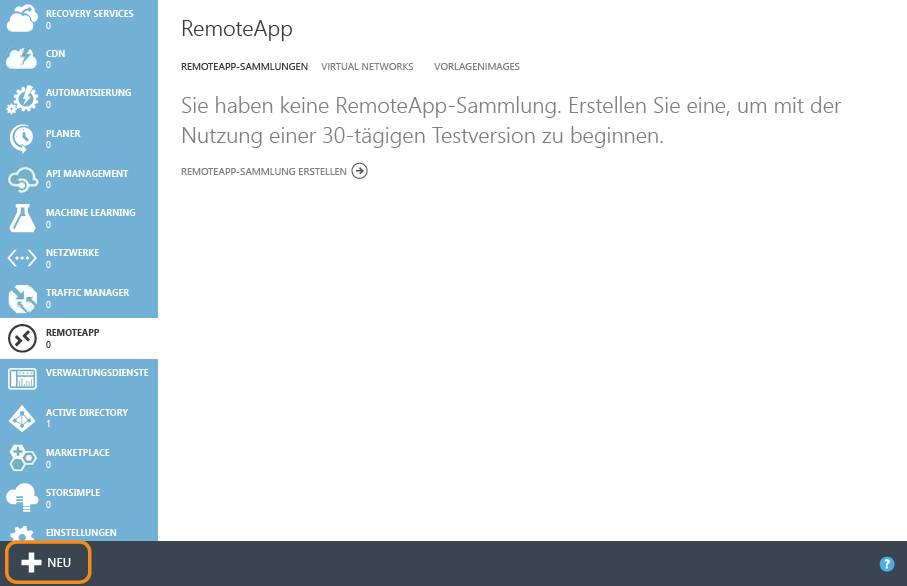 RECOVERY SERVICES
0
CDN
0
AUTOMATISIERUNG
0
PLANER
0
API MANAGEMENT
0
MACHINE LEARNING
0
NETZWERKE
0
TRAFFIC MANAGER
0
REMOTEAPP
0
VERWALTUNGSDIENSTE
ACTIVE DIRECTORY
1
MARKETPLACE
0
STORSIMPLE
0
EINSTELLUNGEN
RemoteApp
REMOTEAPP-SAMMLUNGEN VIRTUAL NETWORKS VORLAGENIMAGES
Sie haben keine RemoteApp-Sammlung. Erstellen Sie eine, um mit der
Nutzung einer 30-tägigen Testversion zu beginnen.
REMOTEAPP-SAMMLUNG ERSTELLEN
NEU
?